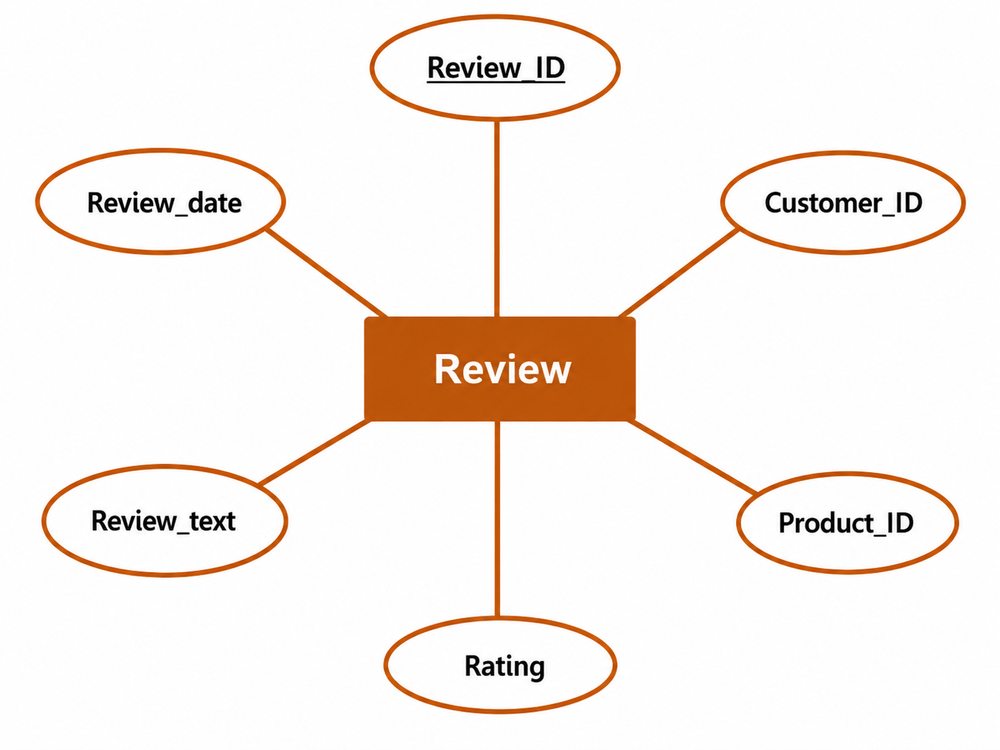 Review_ID
Review_date
Customer_ID
Review
Review_text
Product_ID
Rating